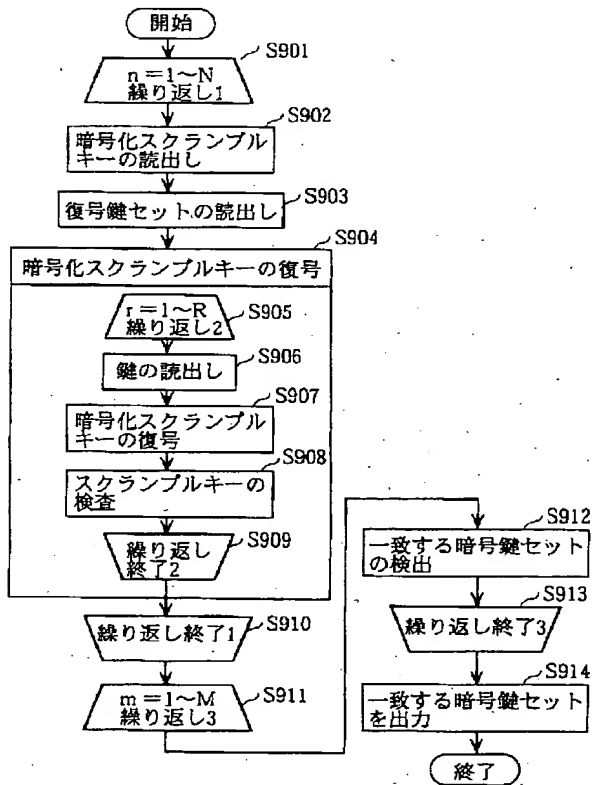 開始
S901
n=1~N
繰り返し1
S902
暗号化スクランブル
キーの読出し
S903
復号鍵セットの読出し
S904
暗号化スクランブルキーの復号
r=1~R
繰り返し2
S905
S906
鍵の読出し
S907
暗号化スクランブル
キーの復号
S908
スクランブルキーの
検査
S909
繰り返し
終了2
S910
繰り返し終了1
S911
m=1~M
繰り返し3
S912
一致する暗号鍵セット
の検出
S913
繰り返し終了3
S914
一致する暗号鍵セット
を出力
終了